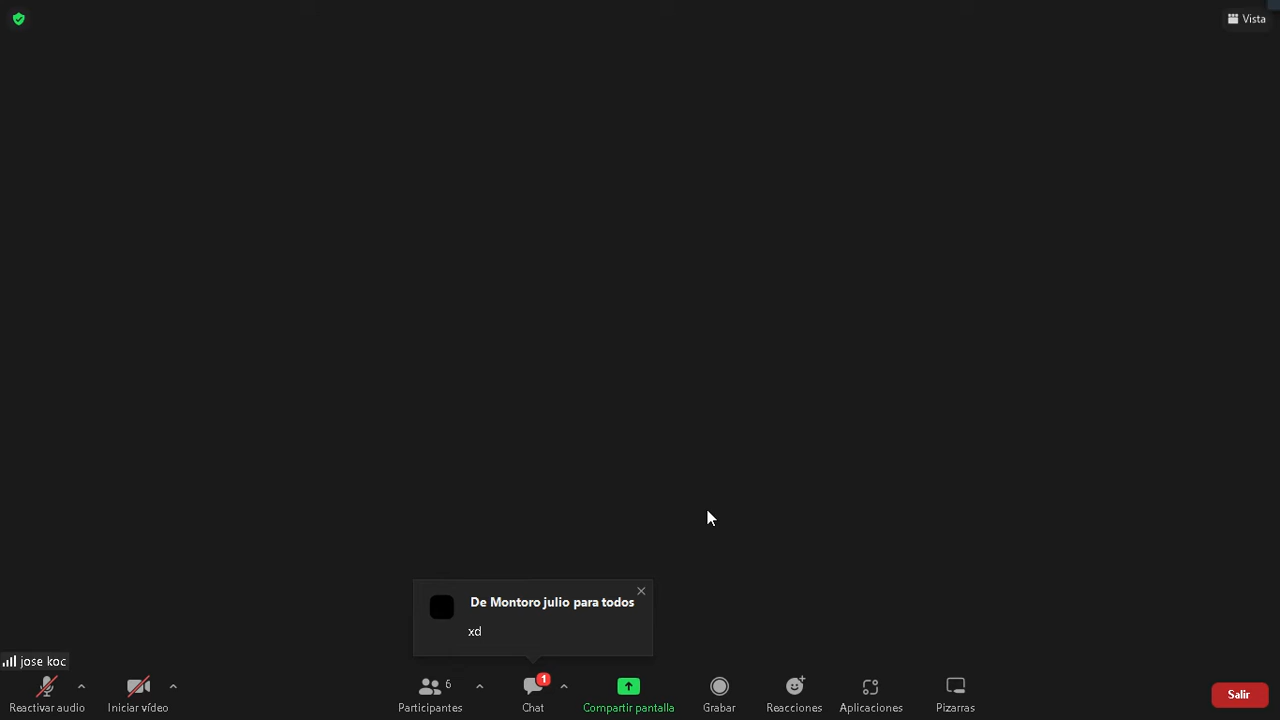 Vista
De Montoro julio para todos
xd
jose koc
Reactivar audio
Iniciar vídeo
6
Participantes
1
Chat
Compartir pantalla
Grabar
Reacciones
Aplicaciones
Pizarras
Salir